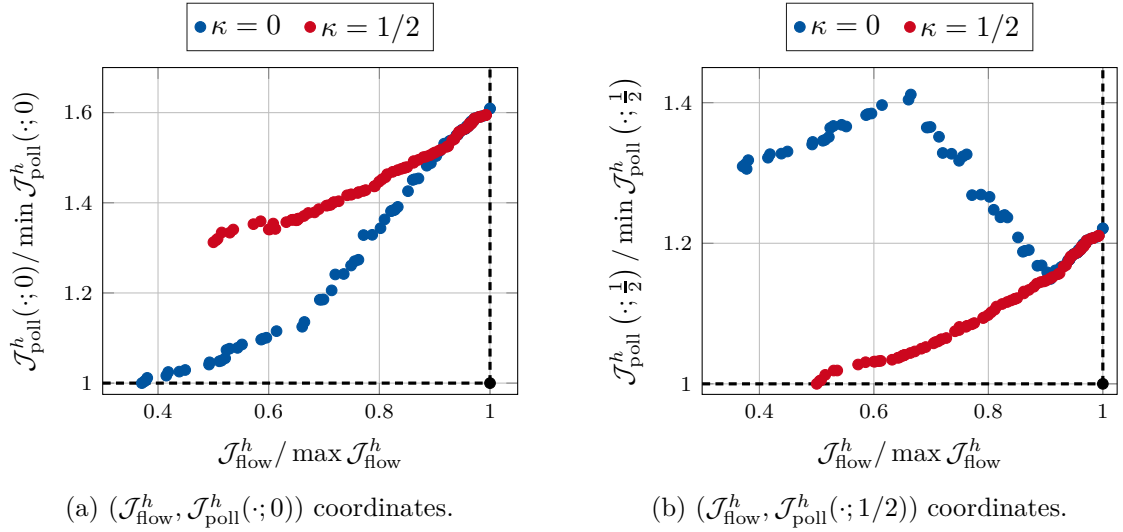 κ = 0 κ = 1/2
𝒥^h_poll(·; 0)/ min 𝒥^h_poll(·; 0)
1.6
1.4
1.2
1
0.4 0.6 0.8 1
𝒥^h_flow/ max 𝒥^h_flow
(a) (𝒥^h_flow, 𝒥^h_poll(·; 0)) coordinates.
κ = 0 κ = 1/2
𝒥^h_poll (·; 1/2) / min 𝒥^h_poll (·; 1/2)
1.4
1.2
1
0.4 0.6 0.8 1
𝒥^h_flow/ max 𝒥^h_flow
(b) (𝒥^h_flow, 𝒥^h_poll(·; 1/2)) coordinates.